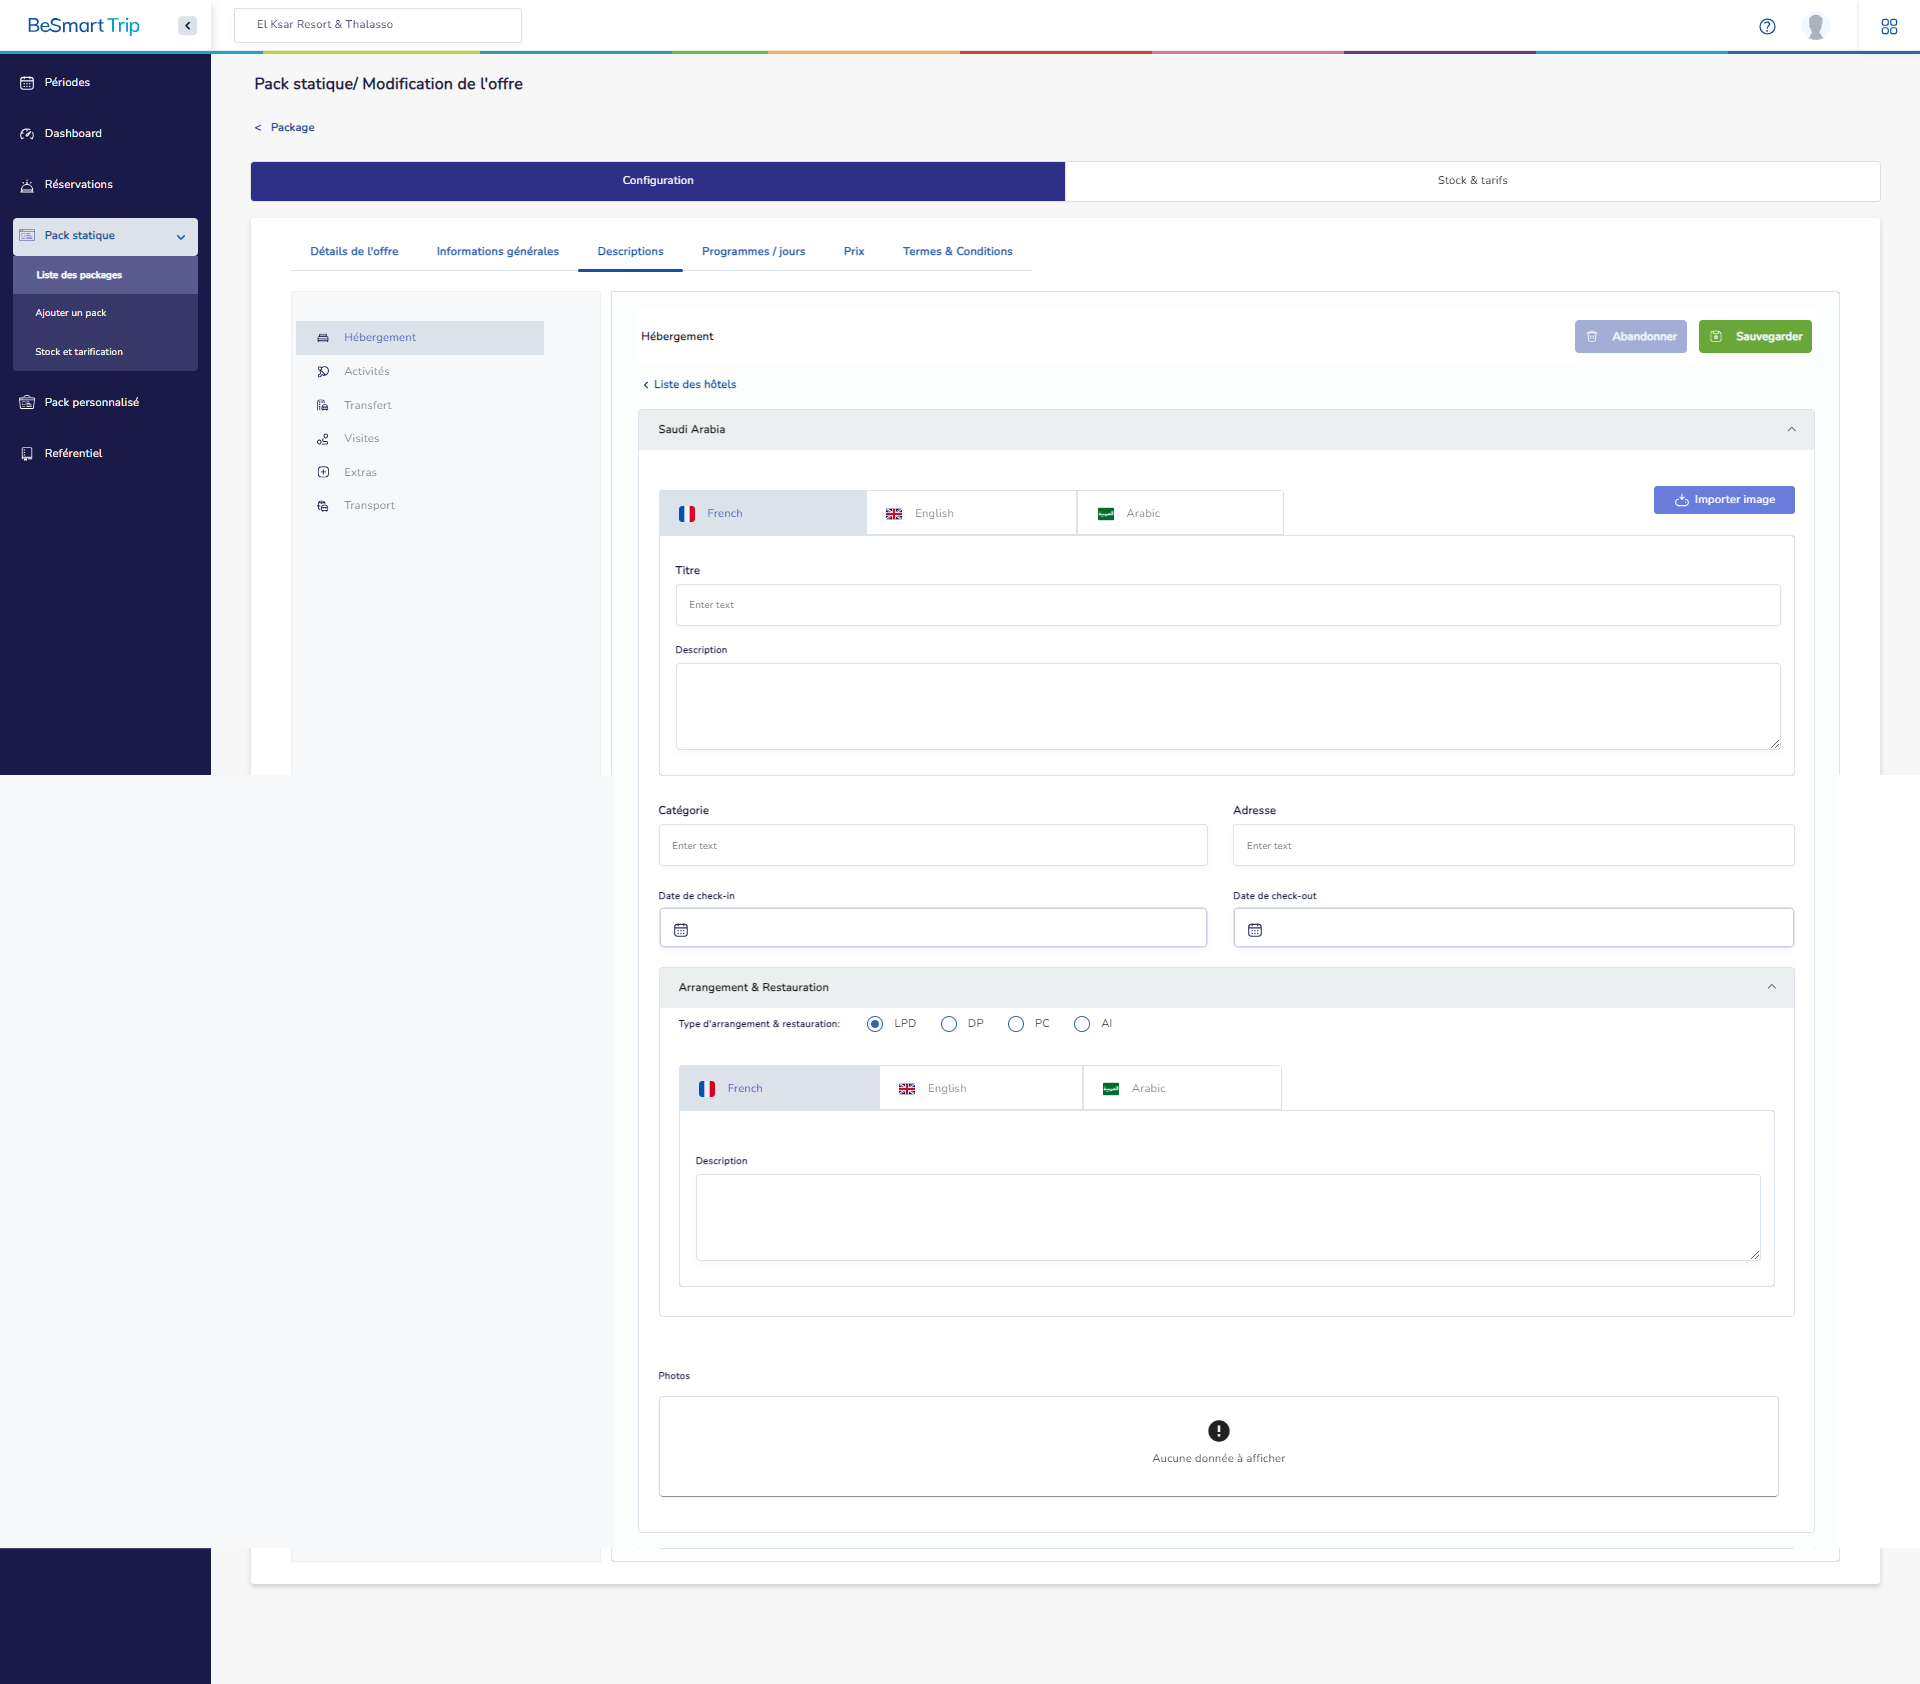 BeSmart Trip
El Ksar Resort & Thalasso
Périodes
Dashboard
Réservations
Pack statique
Liste des packages
Ajouter un pack
Stock et tarification
Pack personnalisé
Reférentiel
Pack statique/ Modification de l'offre
< Package
Configuration
Stock & tarifs
Détails de l'offre
Informations générales
Descriptions
Programmes / jours
Prix
Termes & Conditions
Hébergement
Activités
Transfert
Visites
Extras
Transport
Hébergement
Abandonner
Sauvegarder
Liste des hôtels
Saudi Arabia
French
English
Arabic
Importer image
Titre
Enter text
Description
Catégorie
Adresse
Enter text
Enter text
Date de check-in
Date de check-out
Arrangement & Restauration
Type d'arrangement & restauration:
LPD
DP
PC
AI
French
English
Arabic
Description
Photos
Aucune donnée à afficher